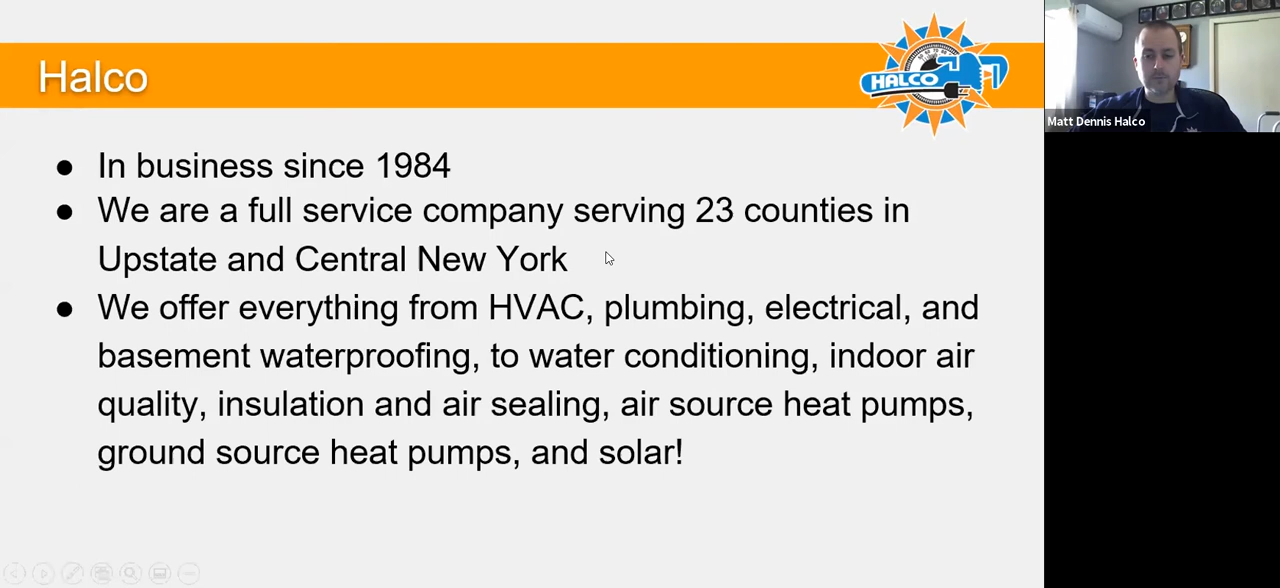 Halco
HALCO
In business since 1984
We are a full service company serving 23 counties in
Upstate and Central New York
We offer everything from HVAC, plumbing, electrical, and
basement waterproofing, to water conditioning, indoor air
quality, insulation and air sealing, air source heat pumps,
ground source heat pumps, and solar!
Matt Dennis Halco